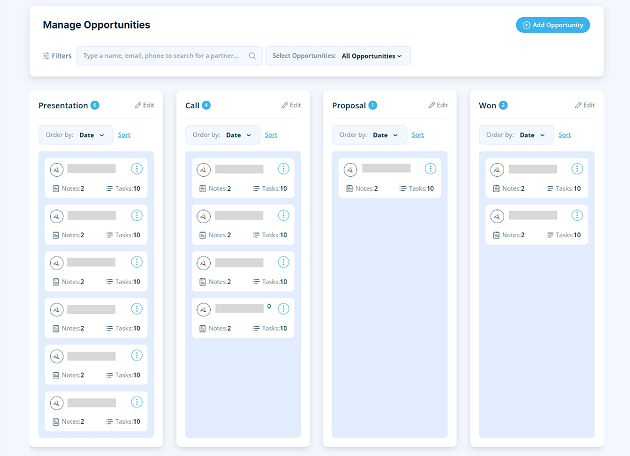 Manage Opportunities
Add Opportunity
Filters
Type a name, email, phone to search for a partner...
Select Opportunities: All Opportunities
Presentation 6 Edit
Order by: Date Sort
Notes:2 Tasks:10
Notes:2 Tasks:10
Notes:2 Tasks:10
Notes:2 Tasks:10
Notes:2 Tasks:10
Notes:2 Tasks:10
Call 4 Edit
Order by: Date Sort
Notes:2 Tasks:10
Notes:2 Tasks:10
Notes:2 Tasks:10
Notes:2 Tasks:10
Proposal 1 Edit
Order by: Date Sort
Notes:2 Tasks:10
Won 2 Edit
Order by: Date Sort
Notes:2 Tasks:10
Notes:2 Tasks:10